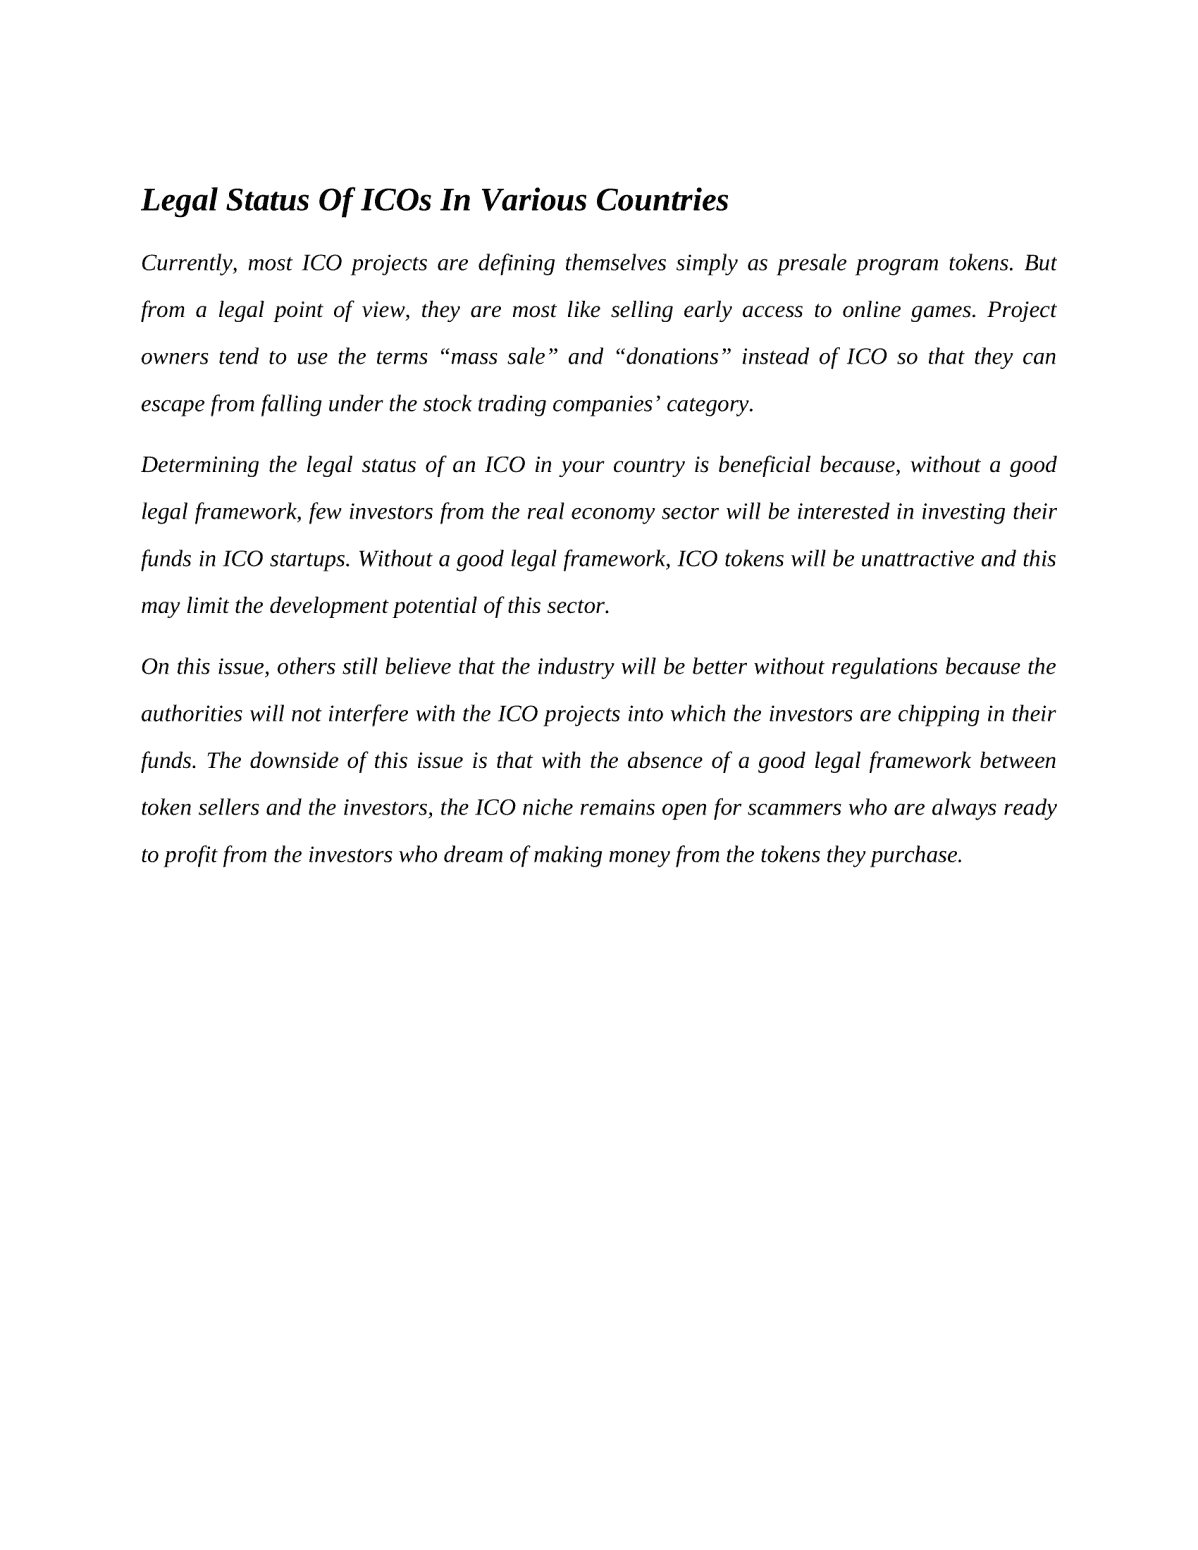 Legal Status Of ICOs In Various Countries
Currently, most ICO projects are defining themselves simply as presale program tokens. But
from a legal point of view, they are most like selling early access to online games. Project
owners tend to use the terms “mass sale” and “donations” instead of ICO so that they can
escape from falling under the stock trading companies’ category.
Determining the legal status of an ICO in your country is beneficial because, without a good
legal framework, few investors from the real economy sector will be interested in investing their
funds in ICO startups. Without a good legal framework, ICO tokens will be unattractive and this
may limit the development potential of this sector.
On this issue, others still believe that the industry will be better without regulations because the
authorities will not interfere with the ICO projects into which the investors are chipping in their
funds. The downside of this issue is that with the absence of a good legal framework between
token sellers and the investors, the ICO niche remains open for scammers who are always ready
to profit from the investors who dream of making money from the tokens they purchase.